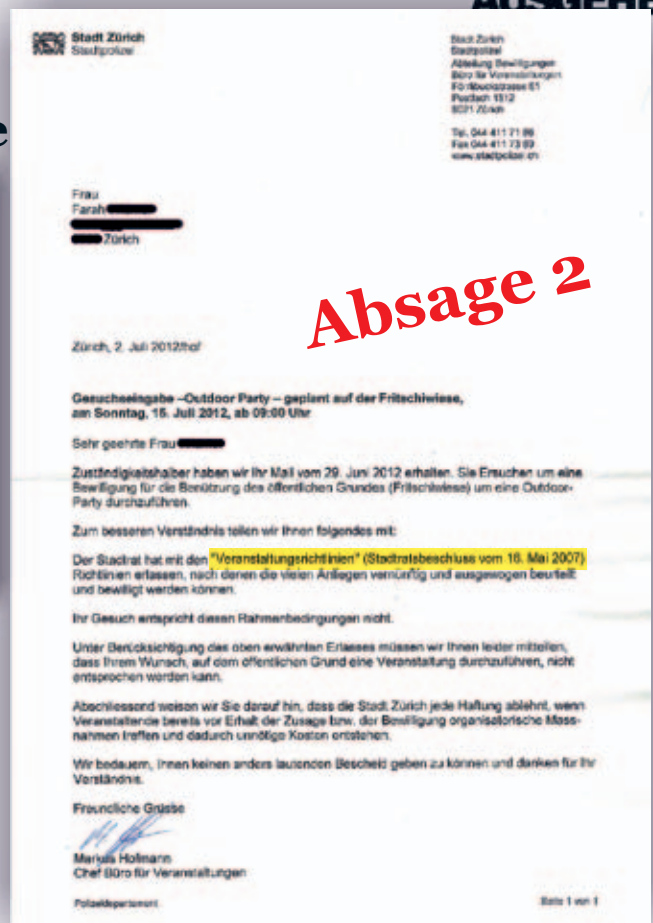 Stadt Zürich
Stadtpolizei
Stadt Zürich
Stadtpolizei
Abteilung Bewilligungen
Büro für Veranstaltungen
Förrlibuckstrasse 61
Postfach 1512
8021 Zürich
Tel. 044 411 71 86
Fax 044 411 73 69
www.stadtpolizei.ch
e
Frau
Farah
Zürich
Absage 2
Zürich, 2. Juli 2012/hof
Gesuchseingabe –Outdoor Party – geplant auf der Fritschiwiese,
am Sonntag, 15. Juli 2012, ab 09:00 Uhr
Sehr geehrte Frau
Zuständigkeitshalber haben wir Ihr Mail vom 29. Juni 2012 erhalten. Sie Ersuchen um eine
Bewilligung für die Benützung des öffentlichen Grundes (Fritschiwiese) um eine Outdoor-
Party durchzuführen.
Zum besseren Verständnis teilen wir Ihnen folgendes mit:
Der Stadtrat hat mit den "Veranstaltungsrichtlinien" (Stadtratsbeschluss vom 16. Mai 2007)
Richtlinien erlassen, nach denen die vielen Anliegen vernünftig und ausgewogen beurteilt
und bewilligt werden können.
Ihr Gesuch entspricht diesen Rahmenbedingungen nicht.
Unter Berücksichtigung des oben erwähnten Erlasses müssen wir Ihnen leider mitteilen,
dass Ihrem Wunsch, auf dem öffentlichen Grund eine Veranstaltung durchzuführen, nicht
entsprochen werden kann.
Abschliessend weisen wir Sie darauf hin, dass die Stadt Zürich jede Haftung ablehnt, wenn
Veranstaltende bereits vor Erhalt der Zusage bzw. der Bewilligung organisatorische Mass-
nahmen treffen und dadurch unnötige Kosten entstehen.
Wir bedauern, Ihnen keinen anders lautenden Bescheid geben zu können und danken für Ihr
Verständnis.
Freundliche Grüsse
Markus Hofmann
Chef Büro für Veranstaltungen
Polizeidepartement
Seite 1 von 1